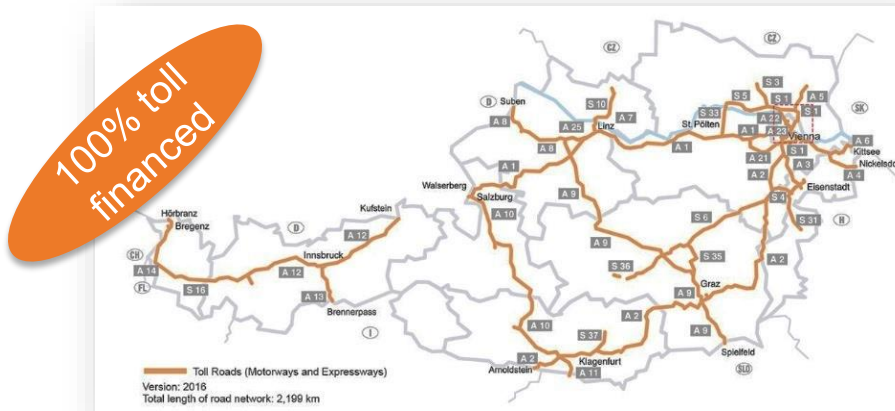 100% toll
financed
CZ
CZ
S 3
D
Suben
S 10
S 5
S 1
A 5
A 7
S 33
S 1
SK
A 8
A 25
Linz
St.Pölten
A 22
A 23
Vienna
A 8
A 1
A 1
A 6
Kittsee
A 1
A 21
S 1
A 3
Nickelsdo
Walserberg
A 2
A 4
Salzburg
A 9
Eisenstadt
Kufstein
A 10
S 4
Hörbranz
S 6
S 31
H
Bregenz
D
A 12
A 9
CH
Innsbruck
S 35
A 14
A 12
S 36
A 2
FL
S 16
Graz
A 13
A 9
Brennerpass
A 10
A 2
I
S 37
A 9
Spielfeld
A 2
Klagenfurt
Arnoldstein
A 11
SLO
Toll Roads (Motorways and Expressways)
Version: 2016
Total length of road network: 2,199 km